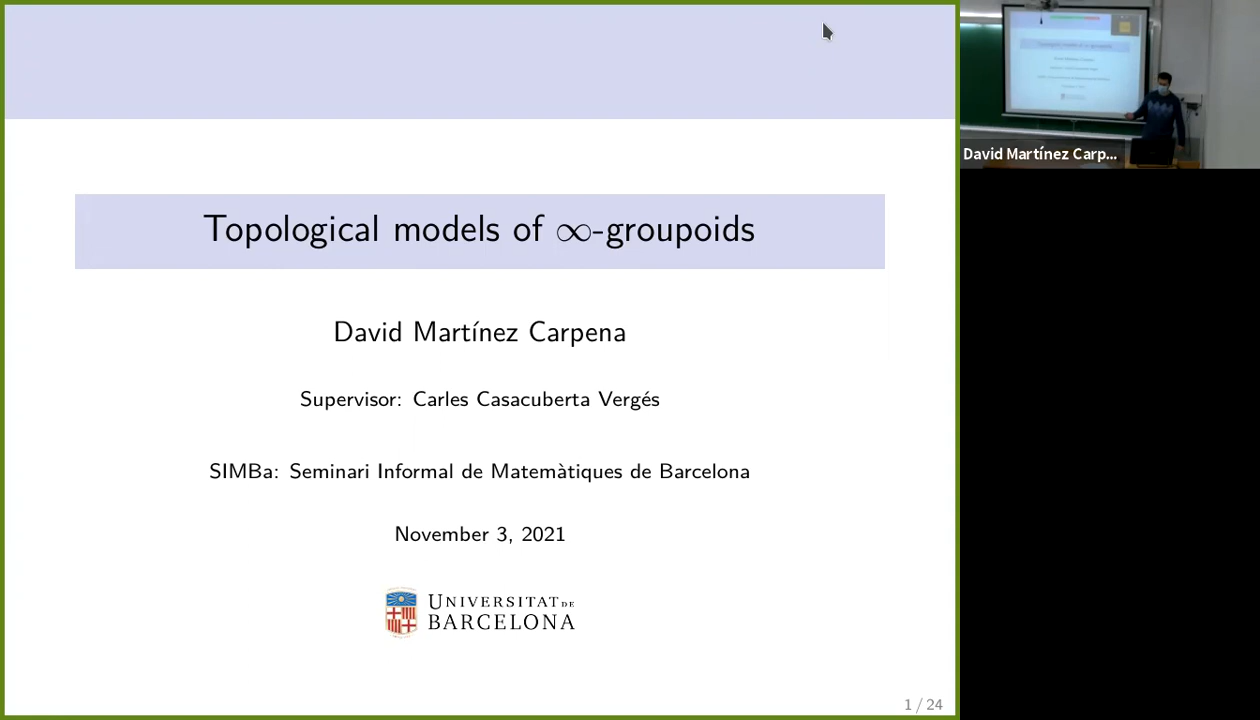 Topological models of ∞-groupoids
David Martínez Carpena
Supervisor: Carles Casacuberta Vergés
SIMBa: Seminari Informal de Matemàtiques de Barcelona
November 3, 2021
UNIVERSITAT DE
BARCELONA
1 / 24
David Martínez Carp...